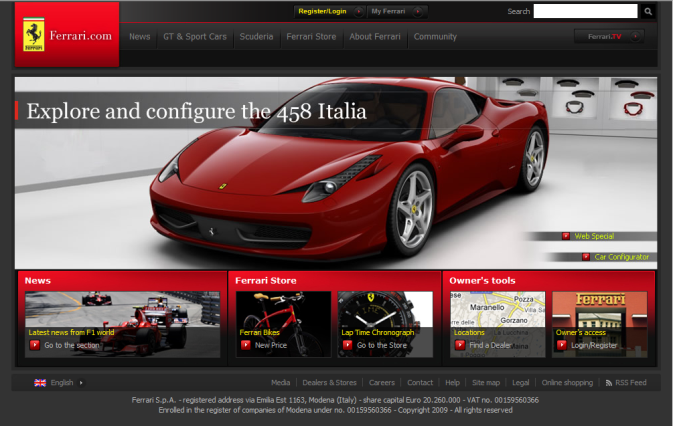 Register/Login
My Ferrari
Search
Ferrari
Ferrari.com
News
GT & Sport Cars
Scuderia
Ferrari Store
About Ferrari
Community
Ferrari.TV
Explore and configure the 458 Italia
Web Special
Car Configurator
News
Latest news from F1 world
Go to the section
Ferrari Store
Ferrari Bikes
New Price
Lap Time Chronograph
Go to the Store
Owner's tools
Maranello
Pozza
Gorzano
Locations
Find a Dealer
Ferrari
Owner's access
Login/Register
English
Media | Dealers & Stores | Careers | Contact | Help | Site map | Legal | Online shopping | RSS Feed
Ferrari S.p.A. - registered address via Emilia Est 1163, Modena (Italy) - share capital Euro 20.260.000 - VAT no. 00159560366
Enrolled in the register of companies of Modena under no. 00159560366 - Copyright 2009 - All rights reserved